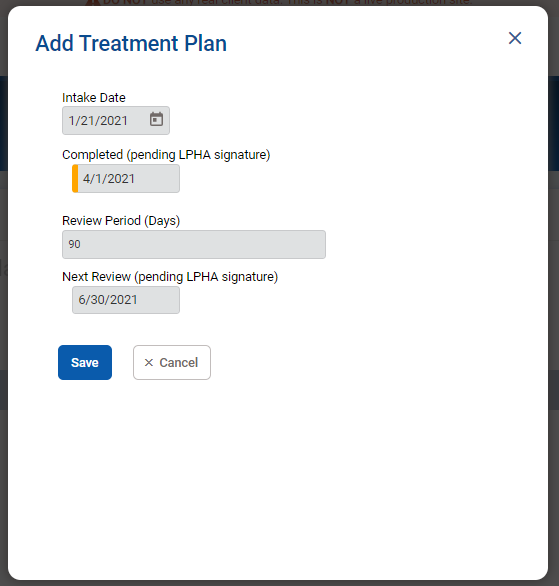 DO NOT use any real client data. This is NOT a live production site.
Add Treatment Plan
Intake Date
1/21/2021
Completed (pending LPHA signature)
4/1/2021
Review Period (Days)
90
Next Review (pending LPHA signature)
6/30/2021
Save
Cancel